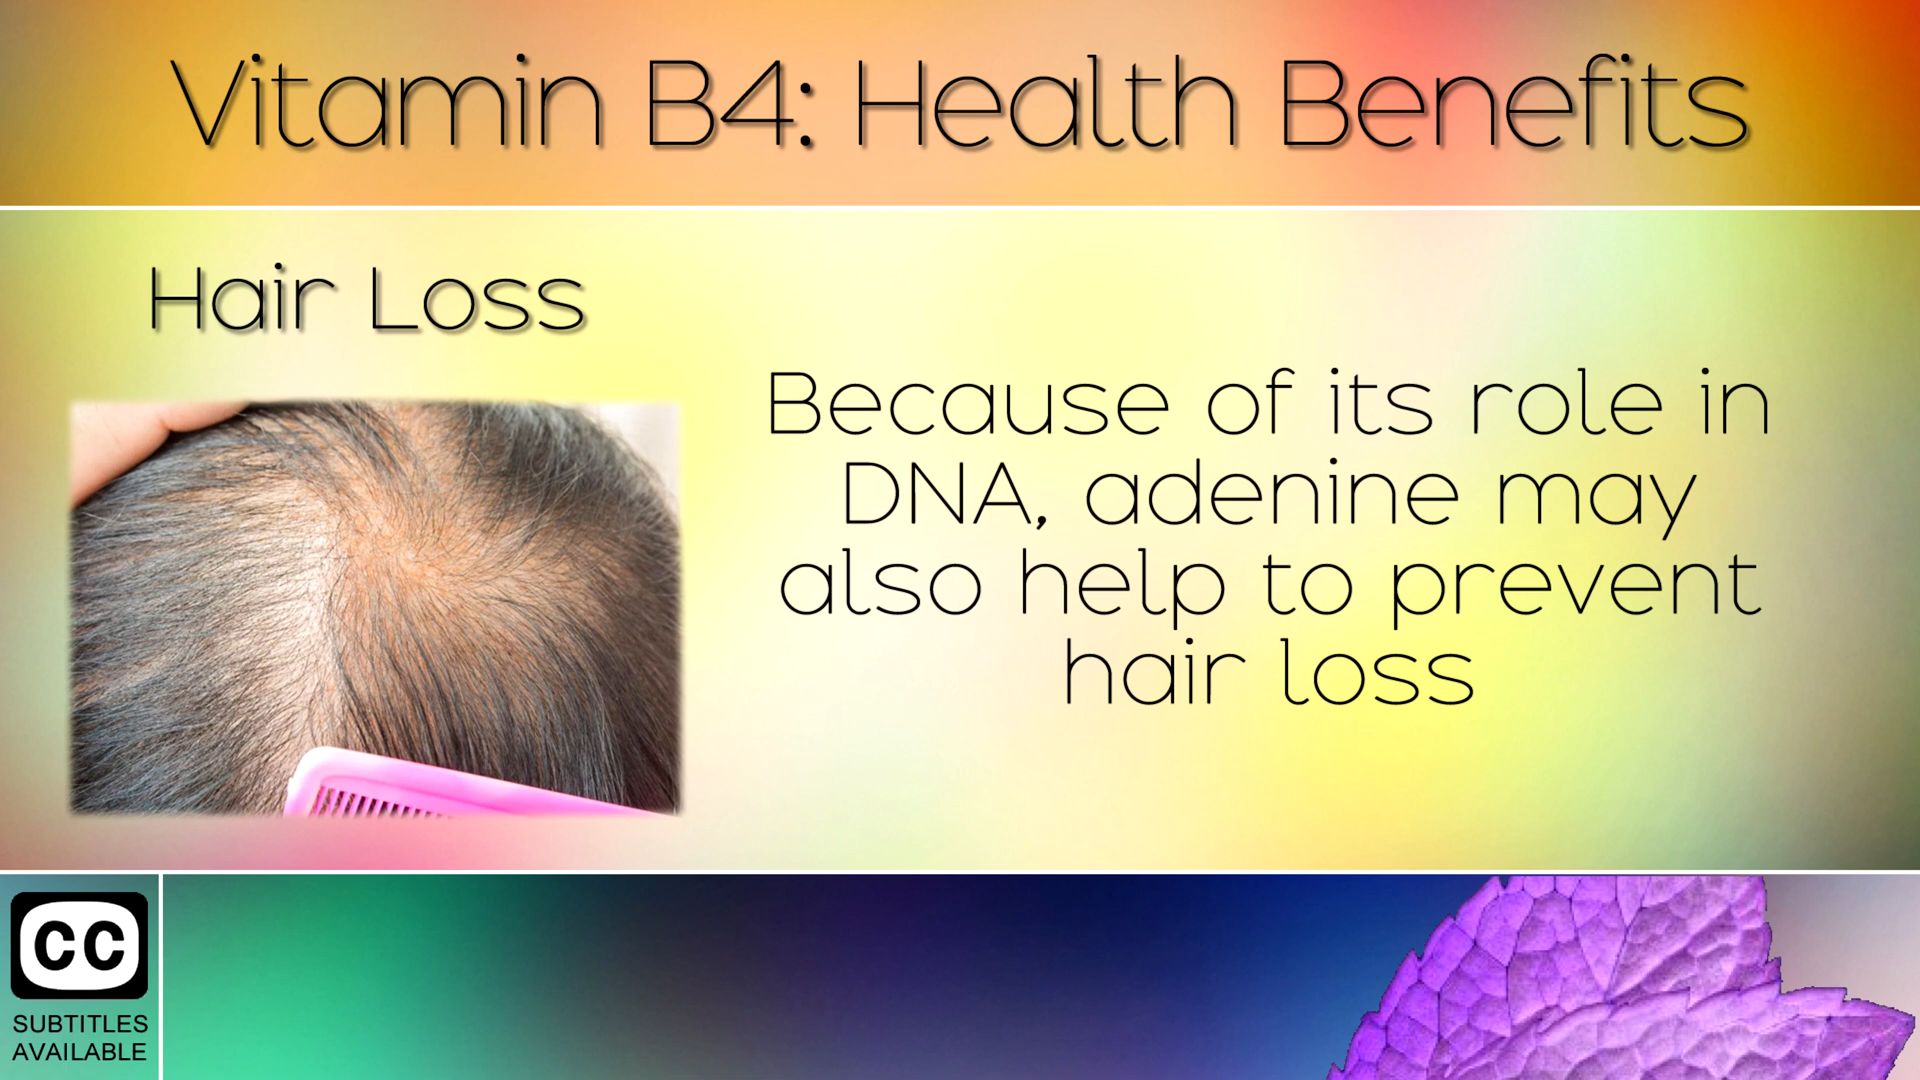 Vitamin B4: Health Benefits
Hair Loss
Because of its role in
DNA, adenine may
also help to prevent
hair loss
CC
SUBTITLES
AVAILABLE